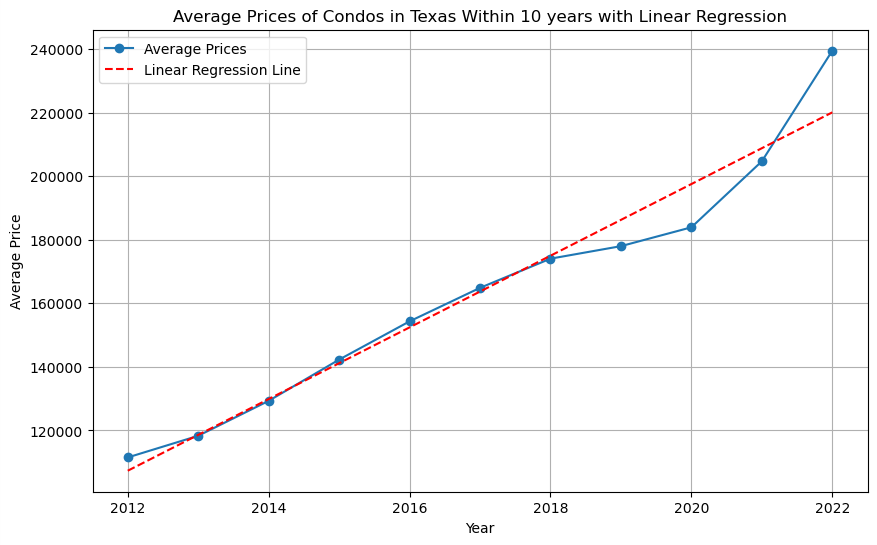 Average Prices of Condos in Texas Within 10 years with Linear Regression
Average Prices
Linear Regression Line
240000
220000
200000
180000
160000
140000
120000
Average Price
2012
2014
2016
2018
2020
2022
Year